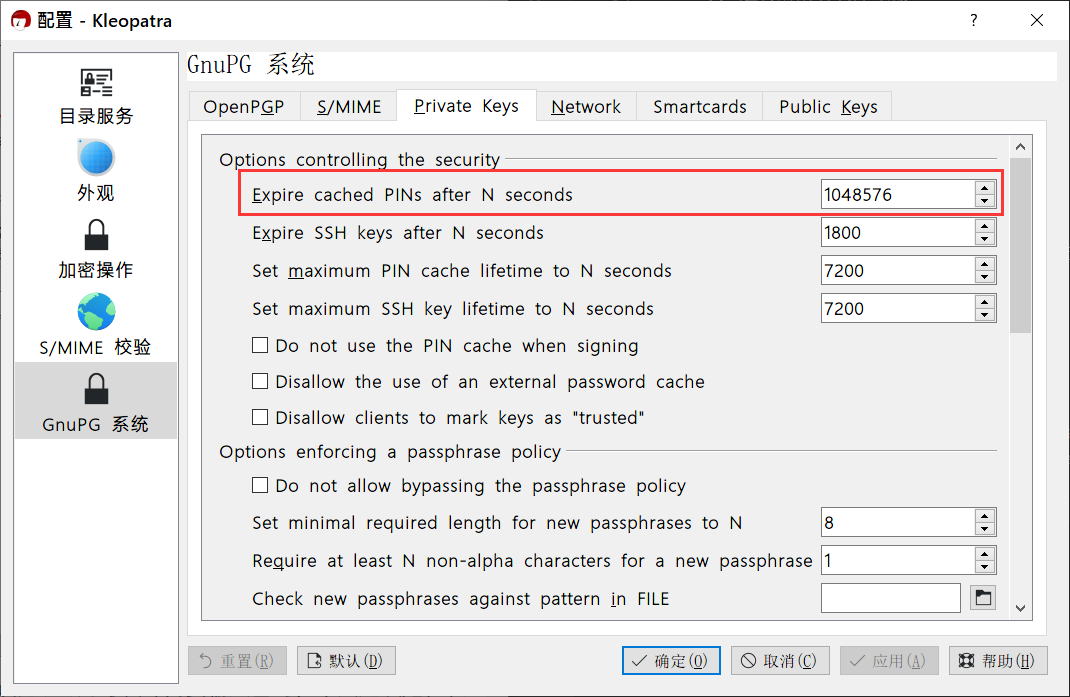 配置 - Kleopatra
?
目录服务
外观
加密操作
S/MIME 校验
GnuPG 系统
GnuPG 系统
OpenPGP S/MIME Private Keys Network Smartcards Public Keys
Options controlling the security
Expire cached PINs after N seconds 1048576
Expire SSH keys after N seconds 1800
Set maximum PIN cache lifetime to N seconds 7200
Set maximum SSH key lifetime to N seconds 7200
Do not use the PIN cache when signing
Disallow the use of an external password cache
Disallow clients to mark keys as "trusted"
Options enforcing a passphrase policy
Do not allow bypassing the passphrase policy
Set minimal required length for new passphrases to N 8
Require at least N non-alpha characters for a new passphrase 1
Check new passphrases against pattern in FILE
重置(R) 默认(D) 确定(O) 取消(C) 应用(A) 帮助(H)